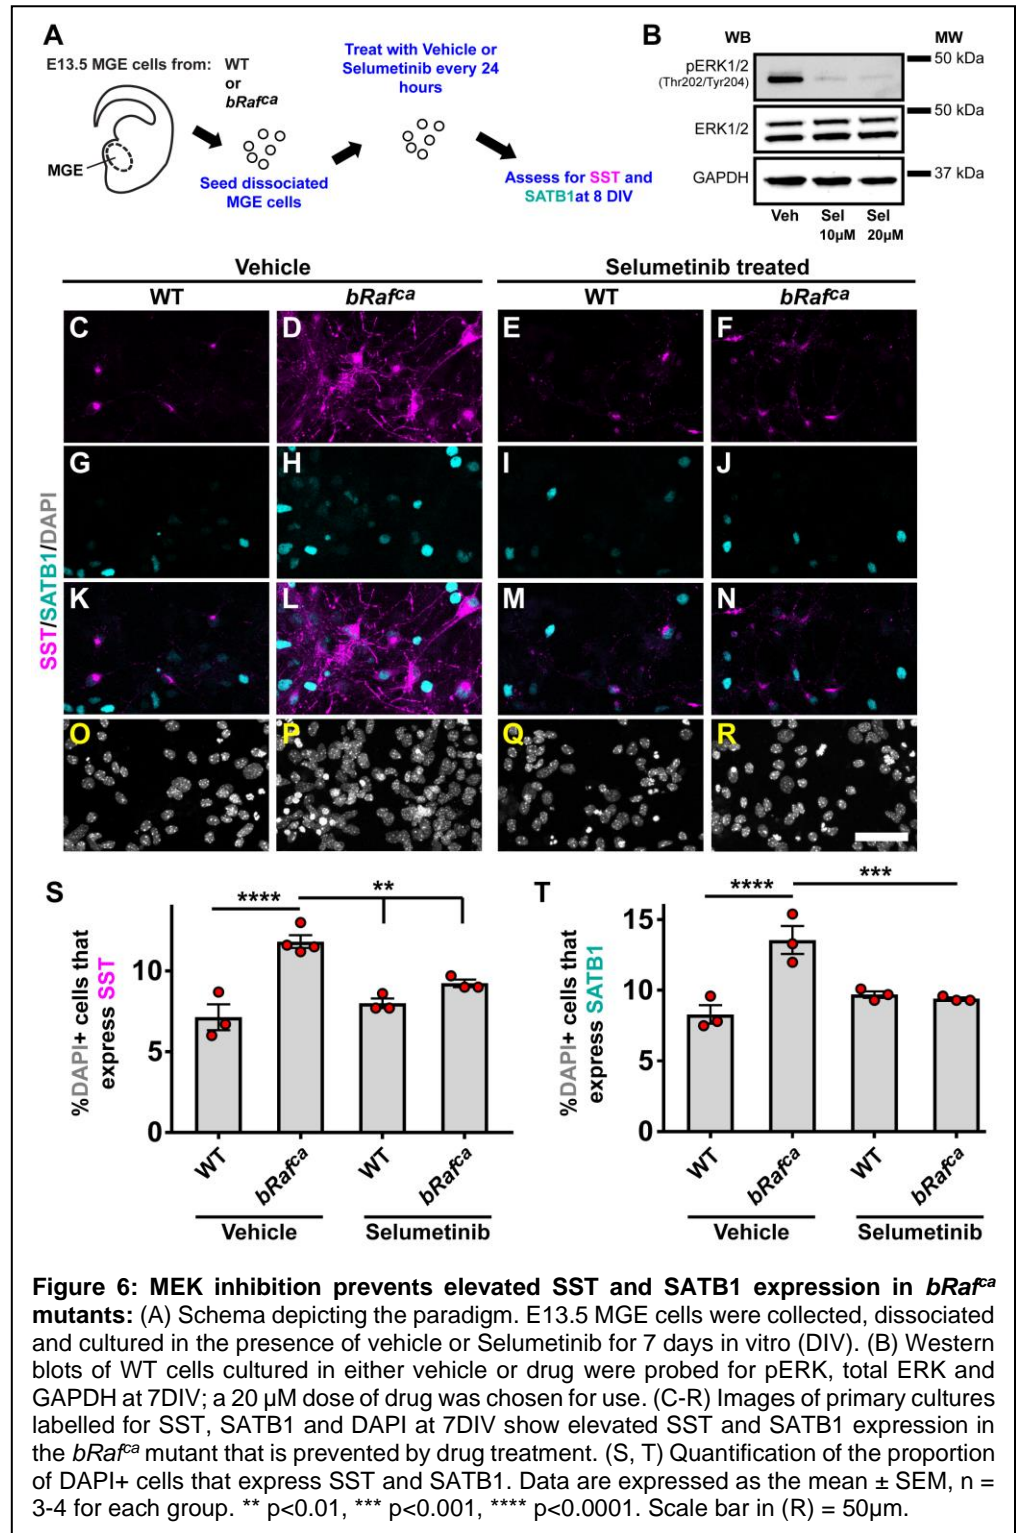 A
E13.5 MGE cells from: WT
or
bRafca
MGE
Seed dissociated
MGE cells
Treat with Vehicle or
Selumetinib every 24
hours
Assess for SST and
SATB1at 8 DIV
B
WB
MW
pERK1/2
(Thr202/Tyr204)
50 kDa
50 kDa
ERK1/2
GAPDH
37 kDa
Veh Sel Sel
10µM 20µM
Vehicle Selumetinib treated
WT bRafca WT bRafca
SST/SATB1/DAPI
C D E F
G H I J
K L M N
O P Q R
S
%DAPI+ cells that
express SST
**** **
10
5
0
WT bRafca WT bRafca
Vehicle Selumetinib
T
%DAPI+ cells that
express SATB1
**** ***
15
10
5
0
WT bRafca WT bRafca
Vehicle Selumetinib
Figure 6: MEK inhibition prevents elevated SST and SATB1 expression in bRafca
mutants: (A) Schema depicting the paradigm. E13.5 MGE cells were collected, dissociated
and cultured in the presence of vehicle or Selumetinib for 7 days in vitro (DIV). (B) Western
blots of WT cells cultured in either vehicle or drug were probed for pERK, total ERK and
GAPDH at 7DIV; a 20 µM dose of drug was chosen for use. (C-R) Images of primary cultures
labelled for SST, SATB1 and DAPI at 7DIV show elevated SST and SATB1 expression in
the bRafca mutant that is prevented by drug treatment. (S, T) Quantification of the proportion
of DAPI+ cells that express SST and SATB1. Data are expressed as the mean ± SEM, n =
3-4 for each group. ** p<0.01, *** p<0.001, **** p<0.0001. Scale bar in (R) = 50µm.